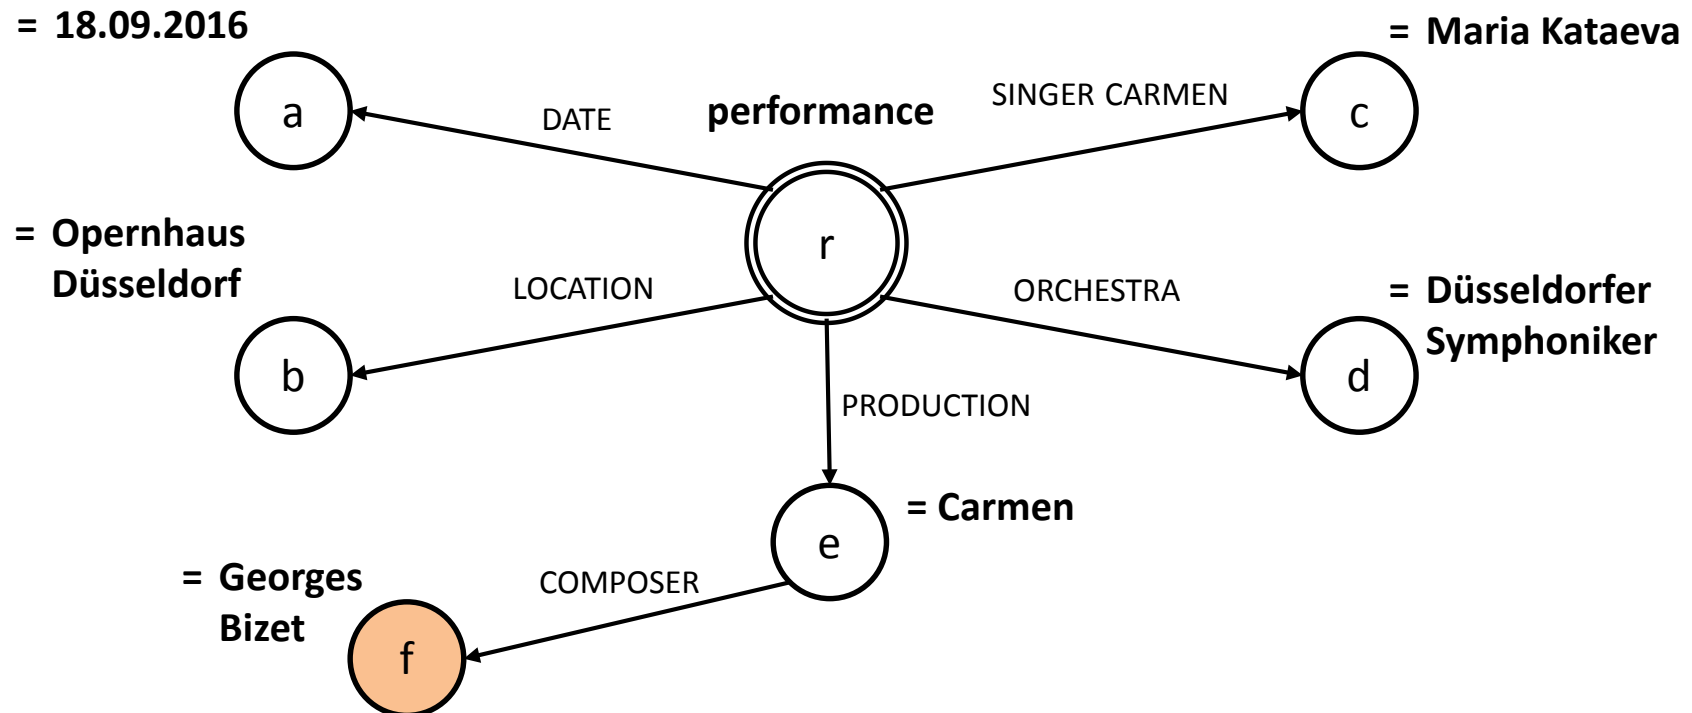 = 18.09.2016
= Maria Kataeva
a
DATE
performance
SINGER CARMEN
c
= Opernhaus
Düsseldorf
r
LOCATION
ORCHESTRA
= Düsseldorfer
Symphoniker
b
d
PRODUCTION
e
= Carmen
= Georges
Bizet
COMPOSER
f